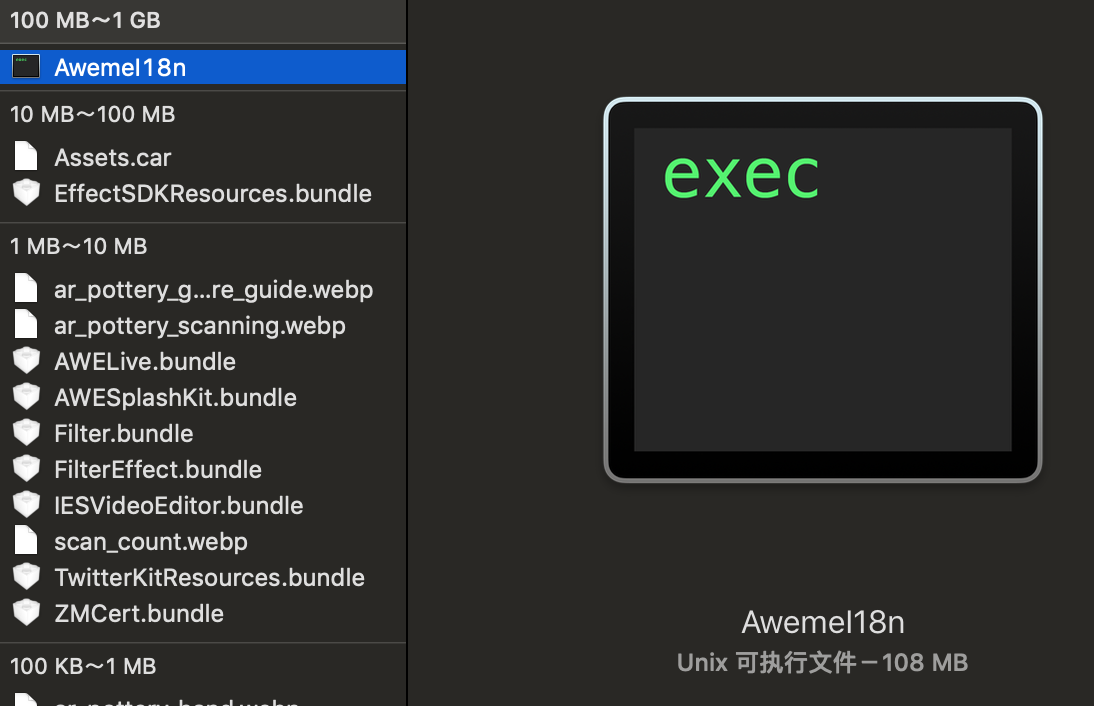 100 MB～1 GB
AwemeI18n
10 MB～100 MB
Assets.car
EffectSDKResources.bundle
1 MB～10 MB
ar_pottery_g...re_guide.webp
ar_pottery_scanning.webp
AWELive.bundle
AWESplashKit.bundle
Filter.bundle
FilterEffect.bundle
IESVideoEditor.bundle
scan_count.webp
TwitterKitResources.bundle
ZMCert.bundle
100 KB～1 MB
exec
AwemeI18n
Unix 可执行文件－108 MB